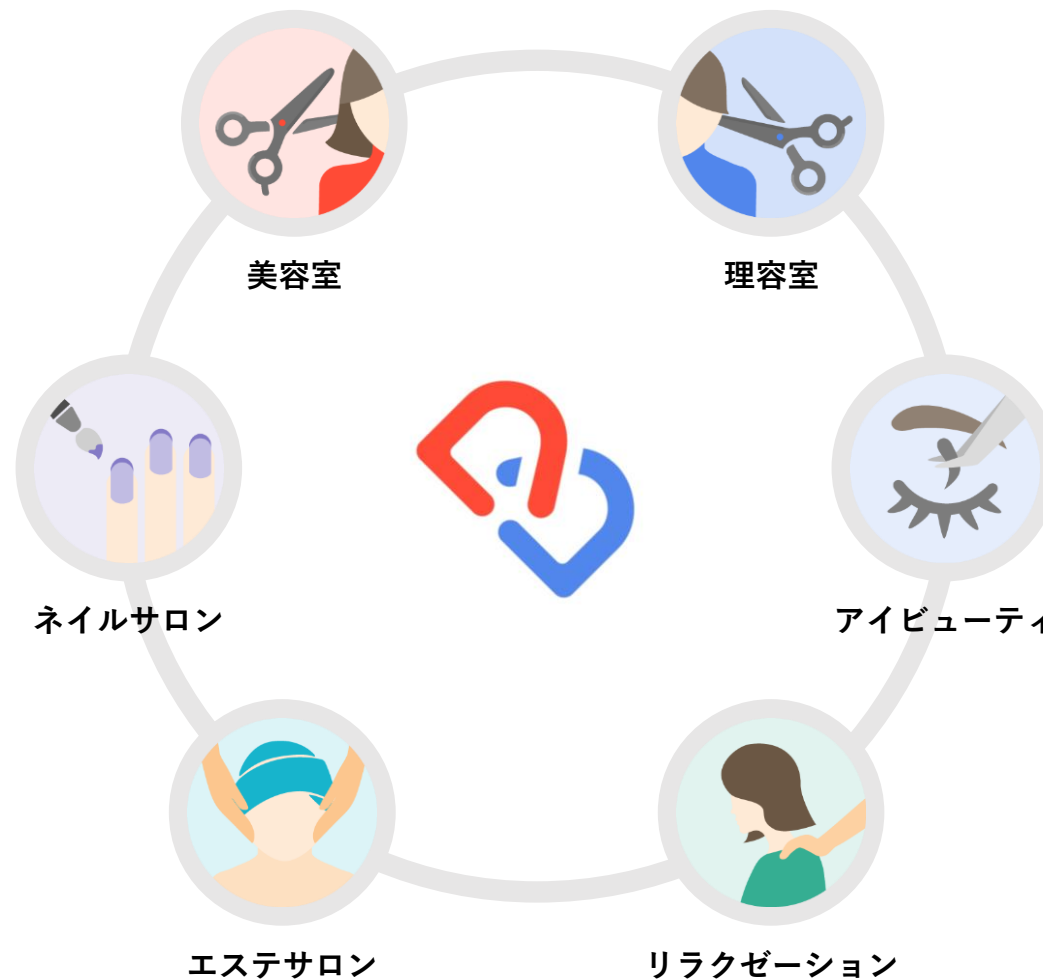 美容室
理容室
ネイルサロン
アイビューティ
エステサロン
リラクゼーション